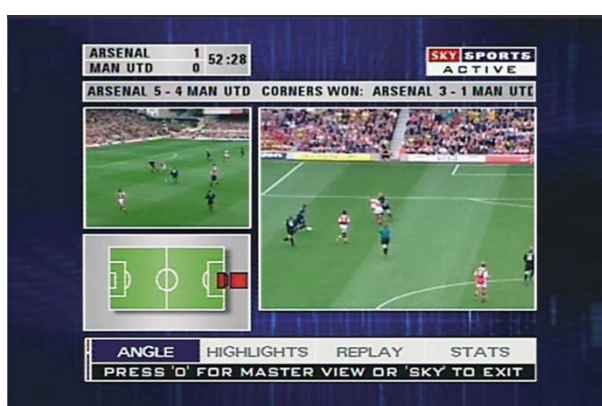 ARSENAL 1
MAN UTD 0
52:28
SKY SPORTS
ACTIVE
ARSENAL 5 - 4 MAN UTD CORNERS WON: ARSENAL 3 - 1 MAN UTD
ANGLE HIGHLIGHTS REPLAY STATS
PRESS '0' FOR MASTER VIEW OR 'SKY' TO EXIT